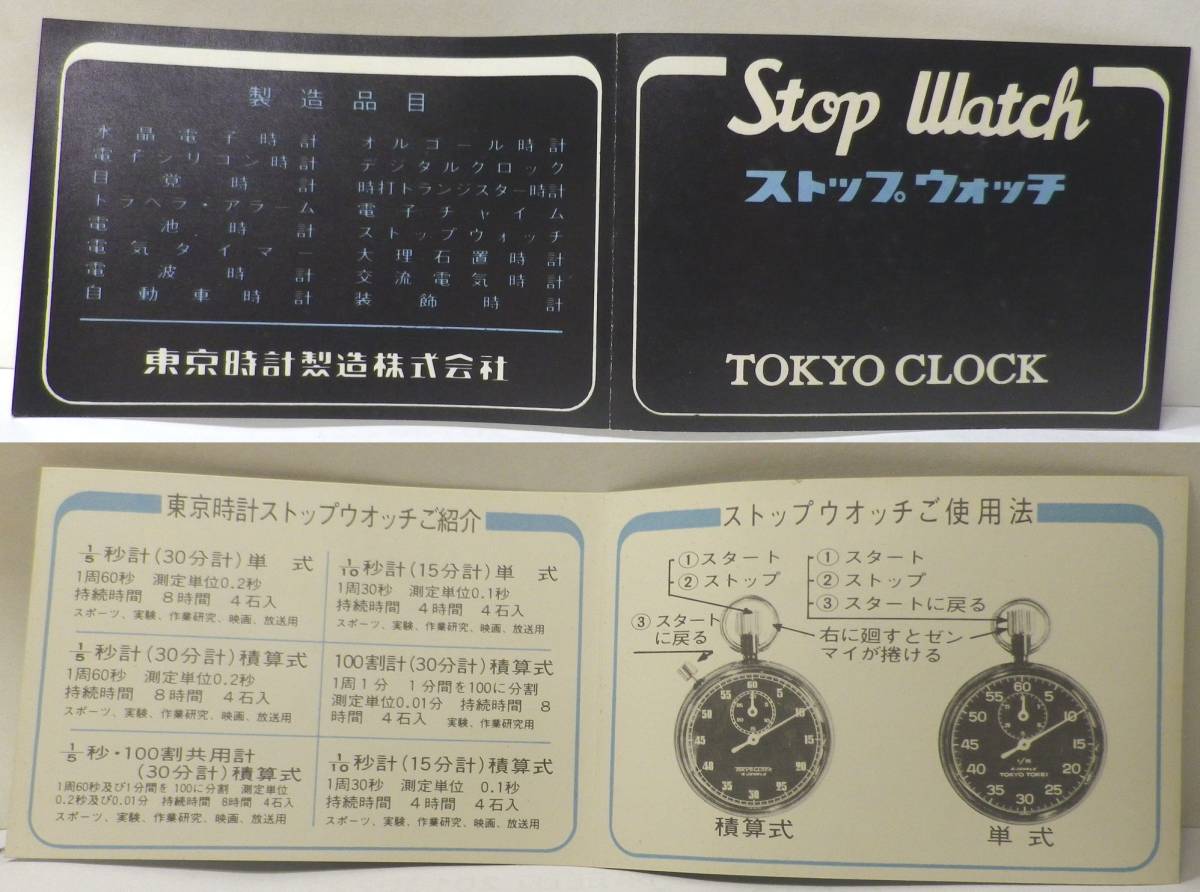 製造品目
水晶電子時計
電子シリコン時計
目覚時計
トラベラ・アラーム
電池時計
電気タイマー
電波時計
自動車時計
オルゴール時計
デジタルクロック
時打トランジスター時計
電子チャイム
ストップウォッチ
大理石置時計
交流電気時計
装飾時計
東京時計製造株式会社
Stop Watch
ストップウォッチ
TOKYO CLOCK
東京時計ストップウオッチご紹介
1/5秒計(30分計)単式
1周60秒 測定単位0.2秒
持続時間 8時間 4石入
スポーツ、実験、作業研究、映画、放送用
1/10秒計(15分計)単式
1周30秒 測定単位0.1秒
持続時間 4時間 4石入
スポーツ、実験、作業研究、映画、放送用
1/5秒計(30分計)積算式
1周60秒 測定単位0.2秒
持続時間 8時間 4石入
スポーツ、実験、作業研究、映画、放送用
100割計(30分計)積算式
1周1分 1分間を100に分割
測定単位0.01分 持続時間 8
時間 4石入 実験、作業研究用
1/5秒・100割共用計
(30分計)積算式
1周60秒及び1分間を100に分割 測定単位
0.2秒及び0.01分 持続時間 8時間 4石入
スポーツ、実験、作業研究、映画、放送用
1/10秒計(15分計)積算式
1周30秒 測定単位 0.1秒
持続時間 4時間 4石入
スポーツ、実験、作業研究、映画、放送用
ストップウオッチご使用法
①スタート
②ストップ
③スタート
に戻る
①スタート
②ストップ
③スタートに戻る
右に廻すとゼン
マイが捲ける
60 5 10 15 20 25 30 35 40 45 50 55
積算式
60 5 10 15 20 25 30 35 40 45 50 55
TOKYO TOKEI
単式